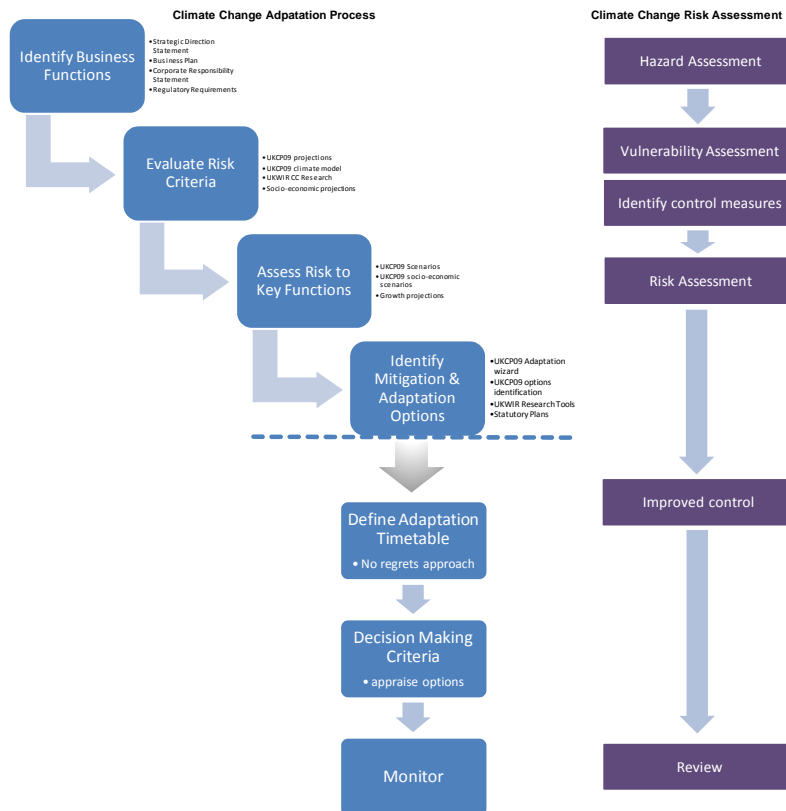 Climate Change Adpatation Process
Identify Business
Functions
•Strategic Direction
Statement
•Business Plan
•Corporate Responsibility
Statement
•Regulatory Requirements
Evaluate Risk
Criteria
•UKCP09 projections
•UKCP09 climate model
•UKWIR CC Research
•Socio-economic projections
Assess Risk to
Key Functions
•UKCP09 Scenarios
•UKCP09 socio-economic
scenarios
•Growth projections
Identify
Mitigation &
Adaptation
Options
•UKCP09 Adaptation
wizard
•UKCP09 options
identification
•UKWIR Research Tools
•Statutory Plans
Define Adaptation
Timetable
• No regrets approach
Decision Making
Criteria
• appraise options
Monitor
Climate Change Risk Assessment
Hazard Assessment
Vulnerability Assessment
Identify control measures
Risk Assessment
Improved control
Review